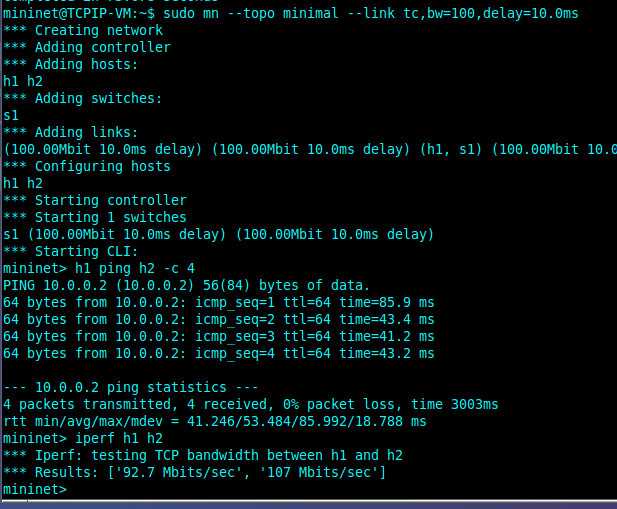 mininet@TCPIP-VM:~$ sudo mn --topo minimal --link tc,bw=100,delay=10.0ms
*** Creating network
*** Adding controller
*** Adding hosts:
h1 h2
*** Adding switches:
s1
*** Adding links:
(100.00Mbit 10.0ms delay) (100.00Mbit 10.0ms delay) (h1, s1) (100.00Mbit 10.0
*** Configuring hosts
h1 h2
*** Starting controller
*** Starting 1 switches
s1 (100.00Mbit 10.0ms delay) (100.00Mbit 10.0ms delay)
*** Starting CLI:
mininet> h1 ping h2 -c 4
PING 10.0.0.2 (10.0.0.2) 56(84) bytes of data.
64 bytes from 10.0.0.2: icmp_seq=1 ttl=64 time=85.9 ms
64 bytes from 10.0.0.2: icmp_seq=2 ttl=64 time=43.4 ms
64 bytes from 10.0.0.2: icmp_seq=3 ttl=64 time=41.2 ms
64 bytes from 10.0.0.2: icmp_seq=4 ttl=64 time=43.2 ms

--- 10.0.0.2 ping statistics ---
4 packets transmitted, 4 received, 0% packet loss, time 3003ms
rtt min/avg/max/mdev = 41.246/53.484/85.992/18.788 ms
mininet> iperf h1 h2
*** Iperf: testing TCP bandwidth between h1 and h2
*** Results: ['92.7 Mbits/sec', '107 Mbits/sec']
mininet>